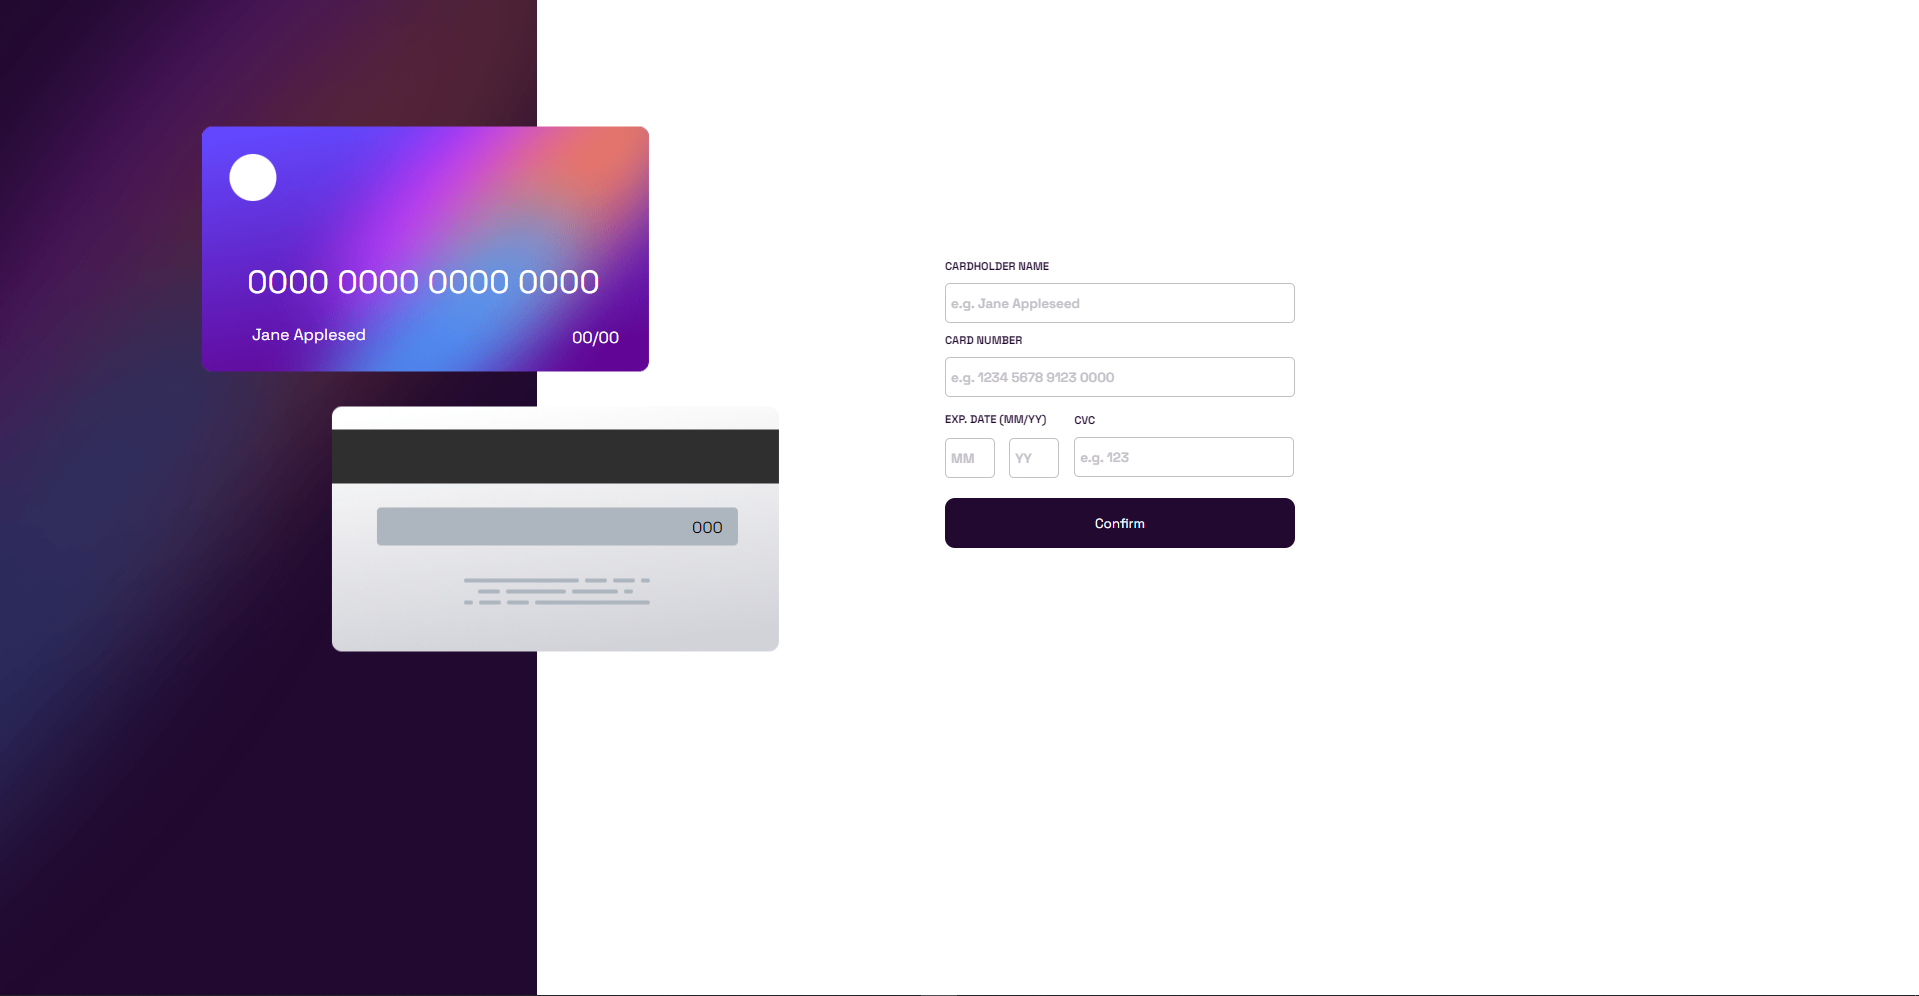 0000 0000 0000 0000
Jane Applesed
00/00
000
CARDHOLDER NAME
e.g. Jane Appleseed
CARD NUMBER
e.g. 1234 5678 9123 0000
EXP. DATE (MM/YY) CVC
MM YY e.g. 123
Confirm